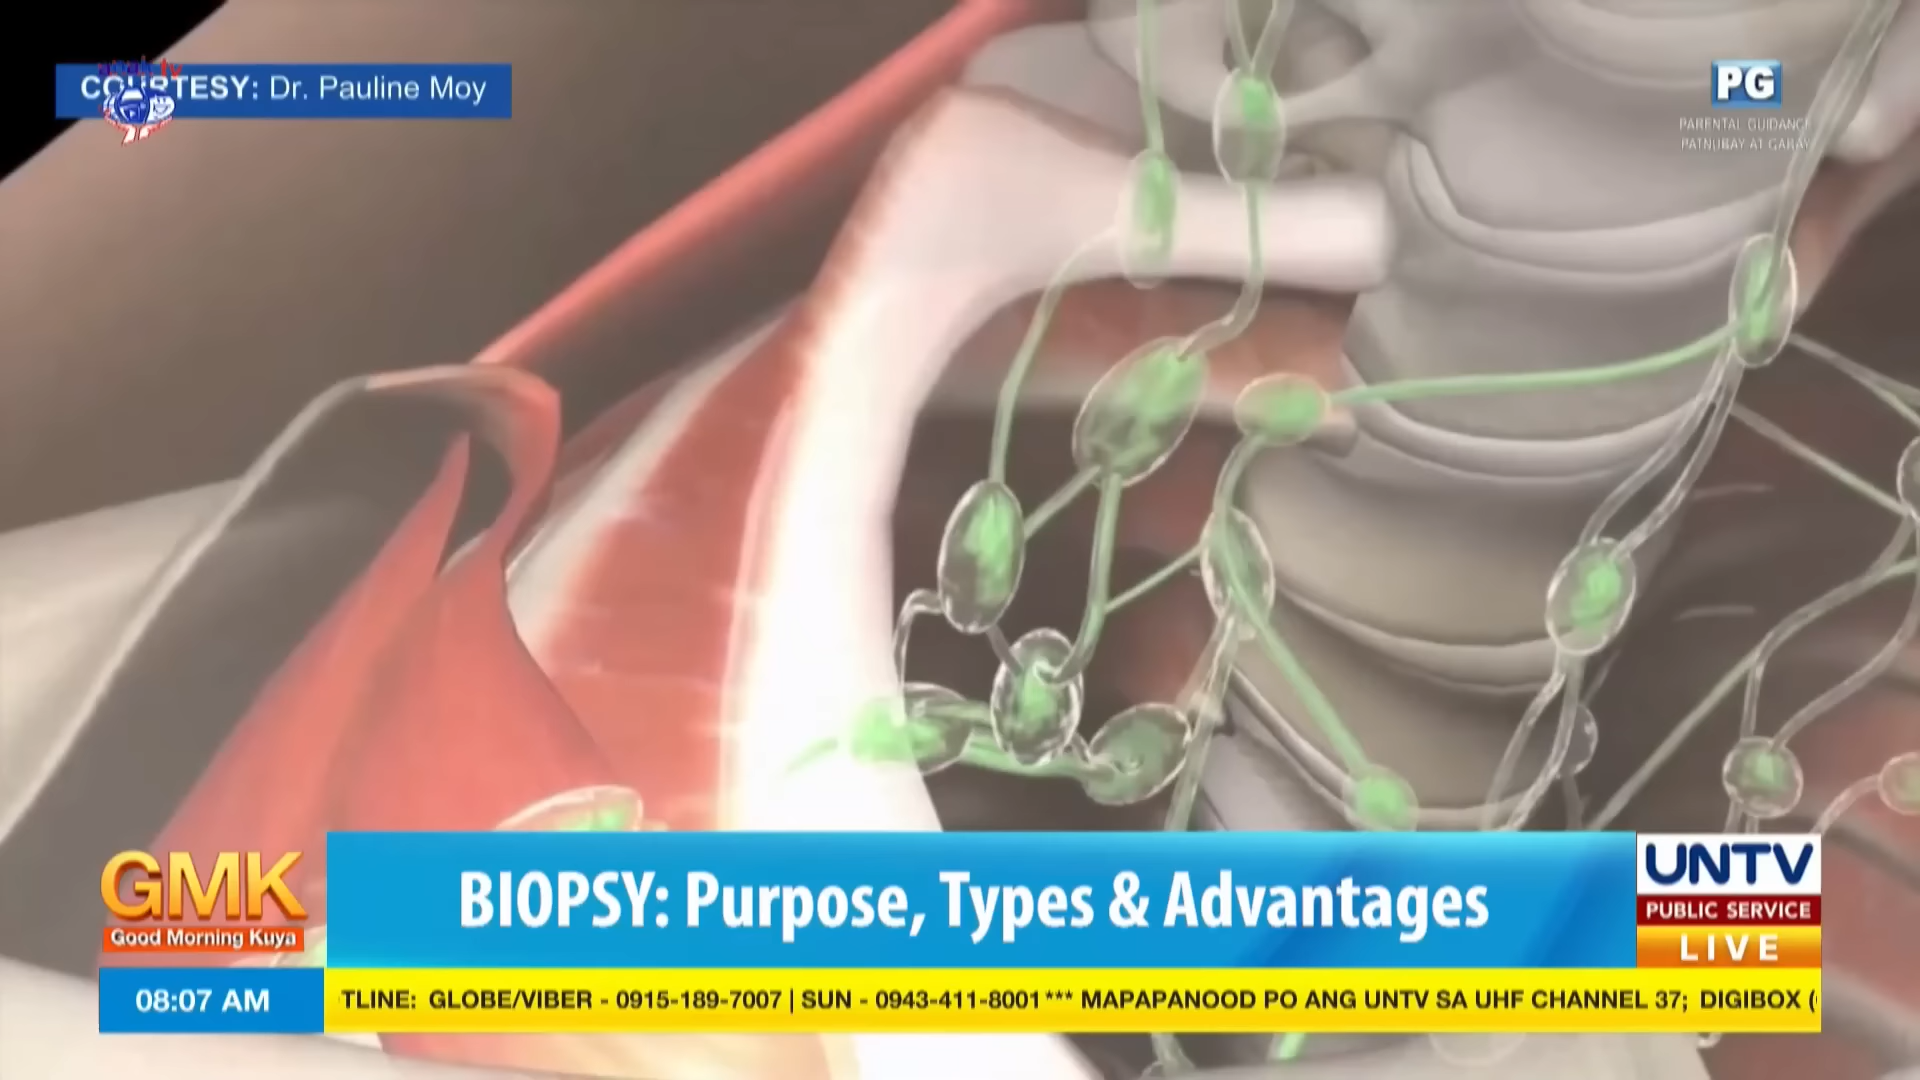 COURTESY: Dr. Pauline Moy
PG
PARENTAL GUIDANC
PATNUBAY AT GABAY
GMK
Good Morning Kuya
BIOPSY: Purpose, Types & Advantages
UNTV
PUBLIC SERVICE
LIVE
08:07 AM
TLINE: GLOBE/VIBER - 0915-189-7007 | SUN - 0943-411-8001 *** MAPAPANOOD PO ANG UNTV SA UHF CHANNEL 37; DIGIBOX (